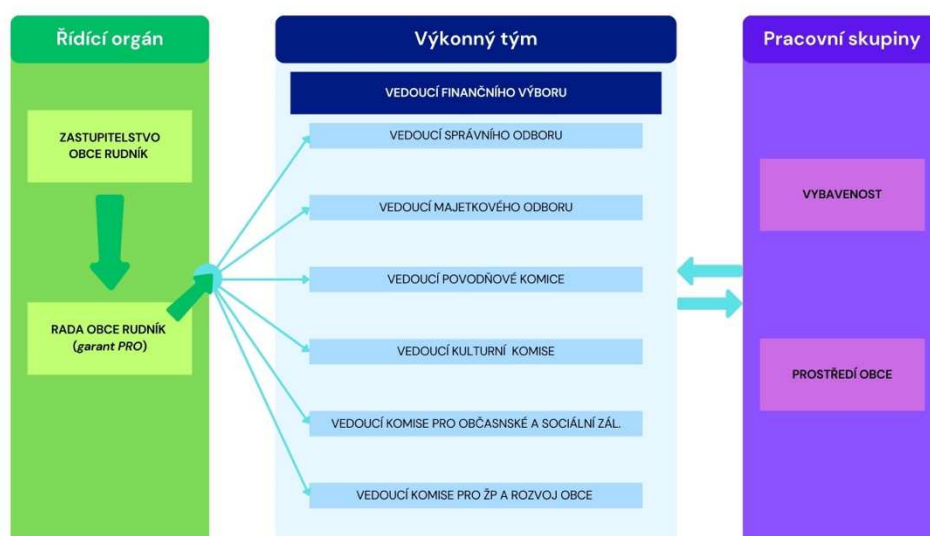 Řídící orgán
ZASTUPITELSTVO
OBCE RUDNÍK
RADA OBCE RUDNÍK
(garant PRO)
Výkonný tým
VEDOUCÍ FINANČNÍHO VÝBORU
VEDOUCÍ SPRÁVNÍHO ODBORU
VEDOUCÍ MAJETKOVÉHO ODBORU
VEDOUCÍ POVODŇOVÉ KOMICE
VEDOUCÍ KULTURNÍ KOMISE
VEDOUCÍ KOMISE PRO OBČASNSKÉ A SOCIÁLNÍ ZÁL.
VEDOUCÍ KOMISE PRO ŽP A ROZVOJ OBCE
Pracovní skupiny
VYBAVENOST
PROSTŘEDÍ OBCE